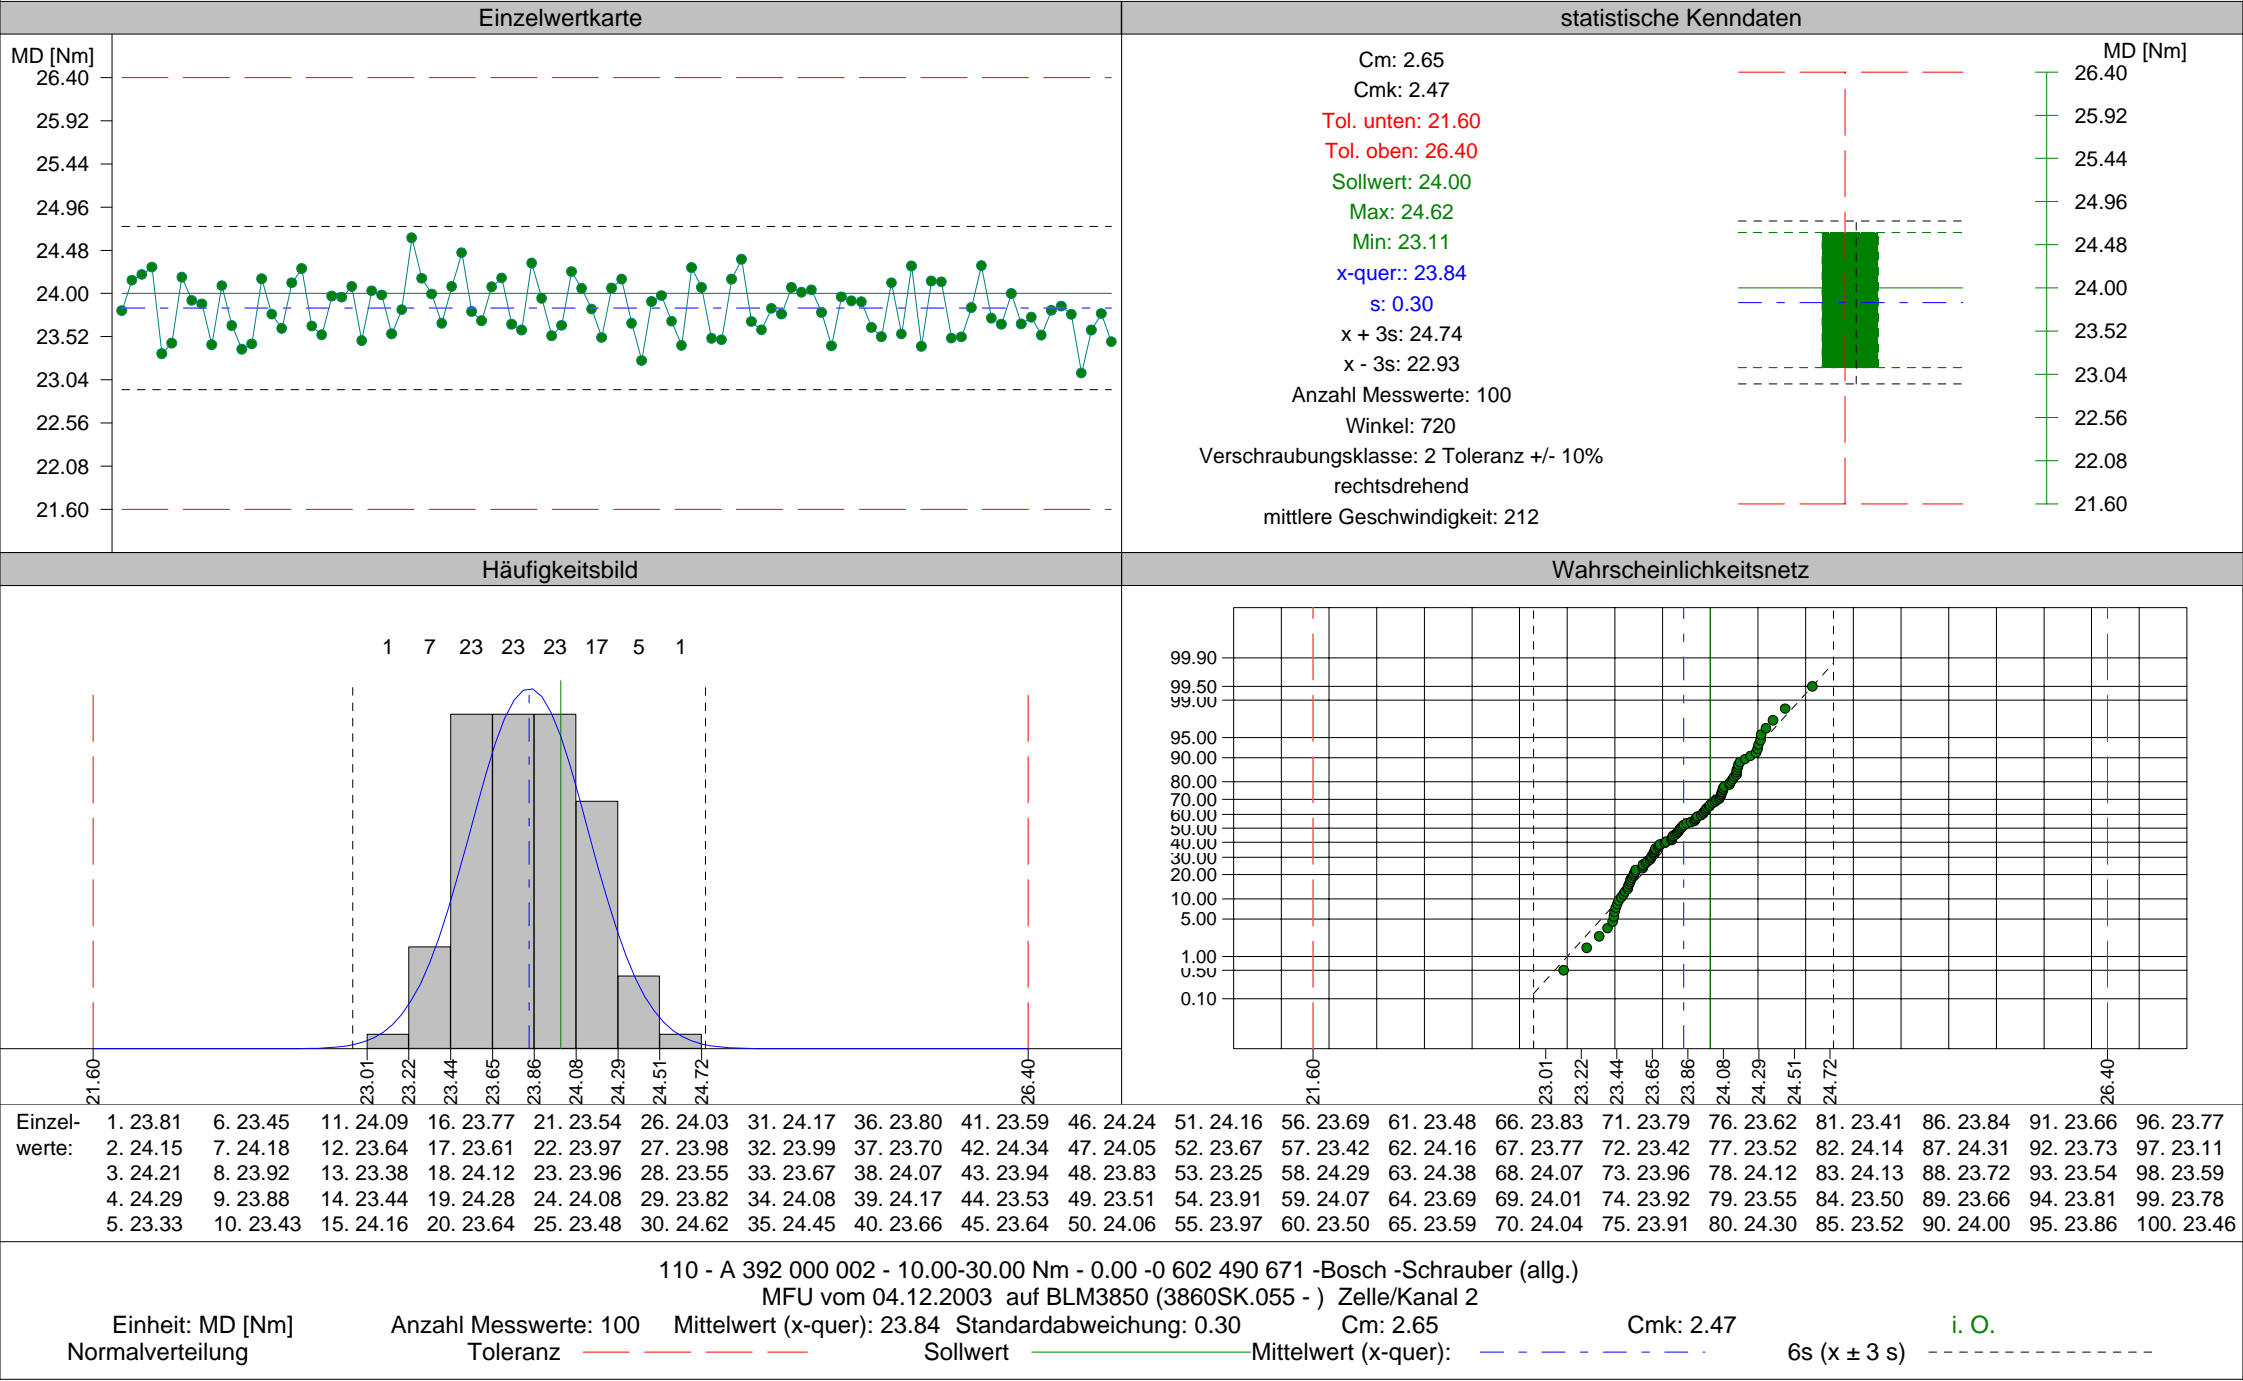 Einzelwertkarte
MD [Nm]
26.40
25.92
25.44
24.96
24.48
24.00
23.52
23.04
22.56
22.08
21.60
statistische Kenndaten
Cm: 2.65
Cmk: 2.47
Tol. unten: 21.60
Tol. oben: 26.40
Sollwert: 24.00
Max: 24.62
Min: 23.11
x-quer:: 23.84
s: 0.30
x + 3s: 24.74
x - 3s: 22.93
Anzahl Messwerte: 100
Winkel: 720
Verschraubungsklasse: 2 Toleranz +/- 10%
rechtsdrehend
mittlere Geschwindigkeit: 212
MD [Nm]
26.40
25.92
25.44
24.96
24.48
24.00
23.52
23.04
22.56
22.08
21.60
Häufigkeitsbild
1 7 23 23 23 17 5 1
21.60 23.01 23.22 23.44 23.65 23.86 24.08 24.29 24.51 24.72 26.40
Wahrscheinlichkeitsnetz
99.90
99.50
99.00
95.00
90.00
80.00
70.00
60.00
50.00
40.00
30.00
20.00
10.00
5.00
1.00
0.50
0.10
21.60 23.01 23.22 23.44 23.65 23.86 24.08 24.29 24.51 24.72 26.40
Einzel- 1. 23.81 6. 23.45 11. 24.09 16. 23.77 21. 23.54 26. 24.03 31. 24.17 36. 23.80 41. 23.59 46. 24.24 51. 24.16 56. 23.69 61. 23.48 66. 23.83 71. 23.79 76. 23.62 81. 23.41 86. 23.84 91. 23.66 96. 23.77
werte: 2. 24.15 7. 24.18 12. 23.64 17. 23.61 22. 23.97 27. 23.98 32. 23.99 37. 23.70 42. 24.34 47. 24.05 52. 23.67 57. 23.42 62. 24.16 67. 23.77 72. 23.42 77. 23.52 82. 24.14 87. 24.31 92. 23.73 97. 23.11
3. 24.21 8. 23.92 13. 23.38 18. 24.12 23. 23.96 28. 23.55 33. 23.67 38. 24.07 43. 23.94 48. 23.83 53. 23.25 58. 24.29 63. 24.38 68. 24.07 73. 23.96 78. 24.12 83. 24.13 88. 23.72 93. 23.54 98. 23.59
4. 24.29 9. 23.88 14. 23.44 19. 24.28 24. 24.08 29. 23.82 34. 24.08 39. 24.17 44. 23.53 49. 23.51 54. 23.91 59. 24.07 64. 23.69 69. 24.01 74. 23.92 79. 23.55 84. 23.50 89. 23.66 94. 23.81 99. 23.78
5. 23.33 10. 23.43 15. 24.16 20. 23.64 25. 23.48 30. 24.62 35. 24.45 40. 23.66 45. 23.64 50. 24.06 55. 23.97 60. 23.50 65. 23.59 70. 24.04 75. 23.91 80. 24.30 85. 23.52 90. 24.00 95. 23.86 100. 23.46
110 - A 392 000 002 - 10.00-30.00 Nm - 0.00 -0 602 490 671 -Bosch -Schrauber (allg.)
MFU vom 04.12.2003 auf BLM3850 (3860SK.055 - ) Zelle/Kanal 2
Einheit: MD [Nm] Anzahl Messwerte: 100 Mittelwert (x-quer): 23.84 Standardabweichung: 0.30 Cm: 2.65 Cmk: 2.47 i. O.
Normalverteilung Toleranz Sollwert Mittelwert (x-quer): 6s (x ± 3 s)